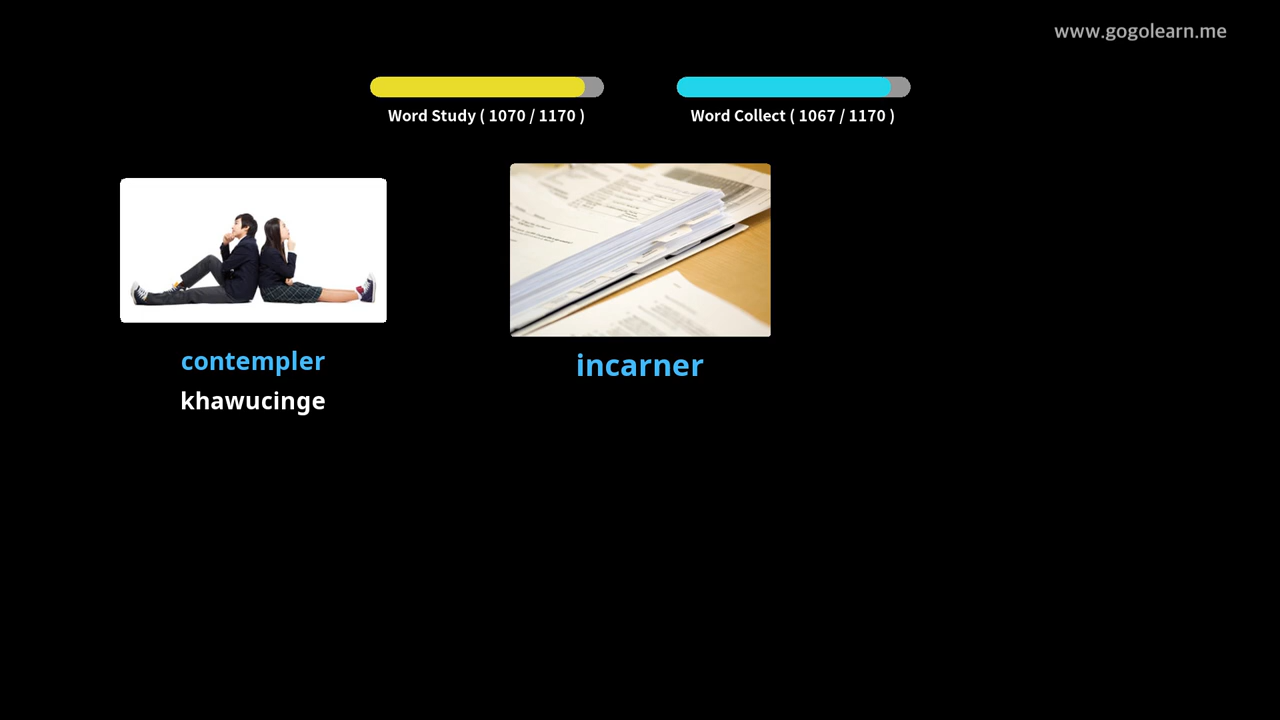 www.gogolearn.me
Word Study ( 1070 / 1170 )
Word Collect ( 1067 / 1170 )
contempler
khawucinge
incarner